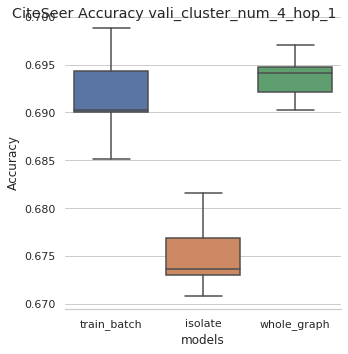 CiteSeer Accuracy vali_cluster_num_4_hop_1
0.700
0.695
0.690
0.685
0.680
0.675
0.670
Accuracy
train_batch isolate whole_graph
models